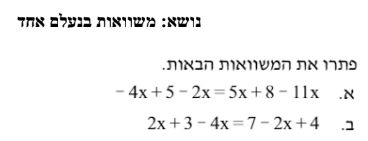 נושא: משוואות בנעלם אחד
פתרו את המשוואות הבאות.
א. - 4x + 5 - 2x = 5x + 8 - 11x
ב. 2x + 3 - 4x = 7 - 2x + 4